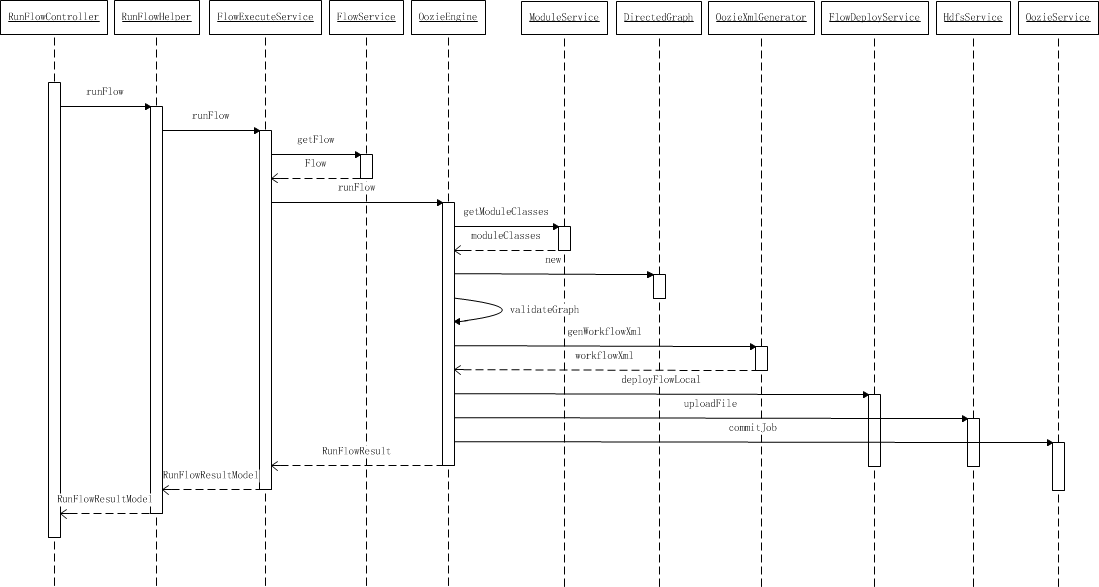 RunFlowController
RunFlowHelper
FlowExecuteService
FlowService
OozieEngine
ModuleService
DirectedGraph
OozieXmlGenerator
FlowDeployService
HdfsService
OozieService
runFlow
runFlow
getFlow
Flow
runFlow
getModuleClasses
moduleClasses
new
validateGraph
genWorkflowXml
workflowXml
deployFlowLocal
uploadFile
commitJob
RunFlowResult
RunFlowResultModel
RunFlowResultModel